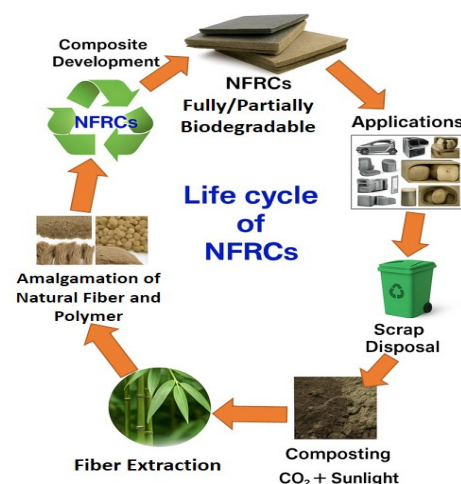 Composite
Development
NFRCs
NFRCs
Fully/Partially
Biodegradable
Applications
Life cycle
of
NFRCs
Scrap
Disposal
Composting
CO₂ + Sunlight
Fiber Extraction
Amalgamation of
Natural Fiber and
Polymer